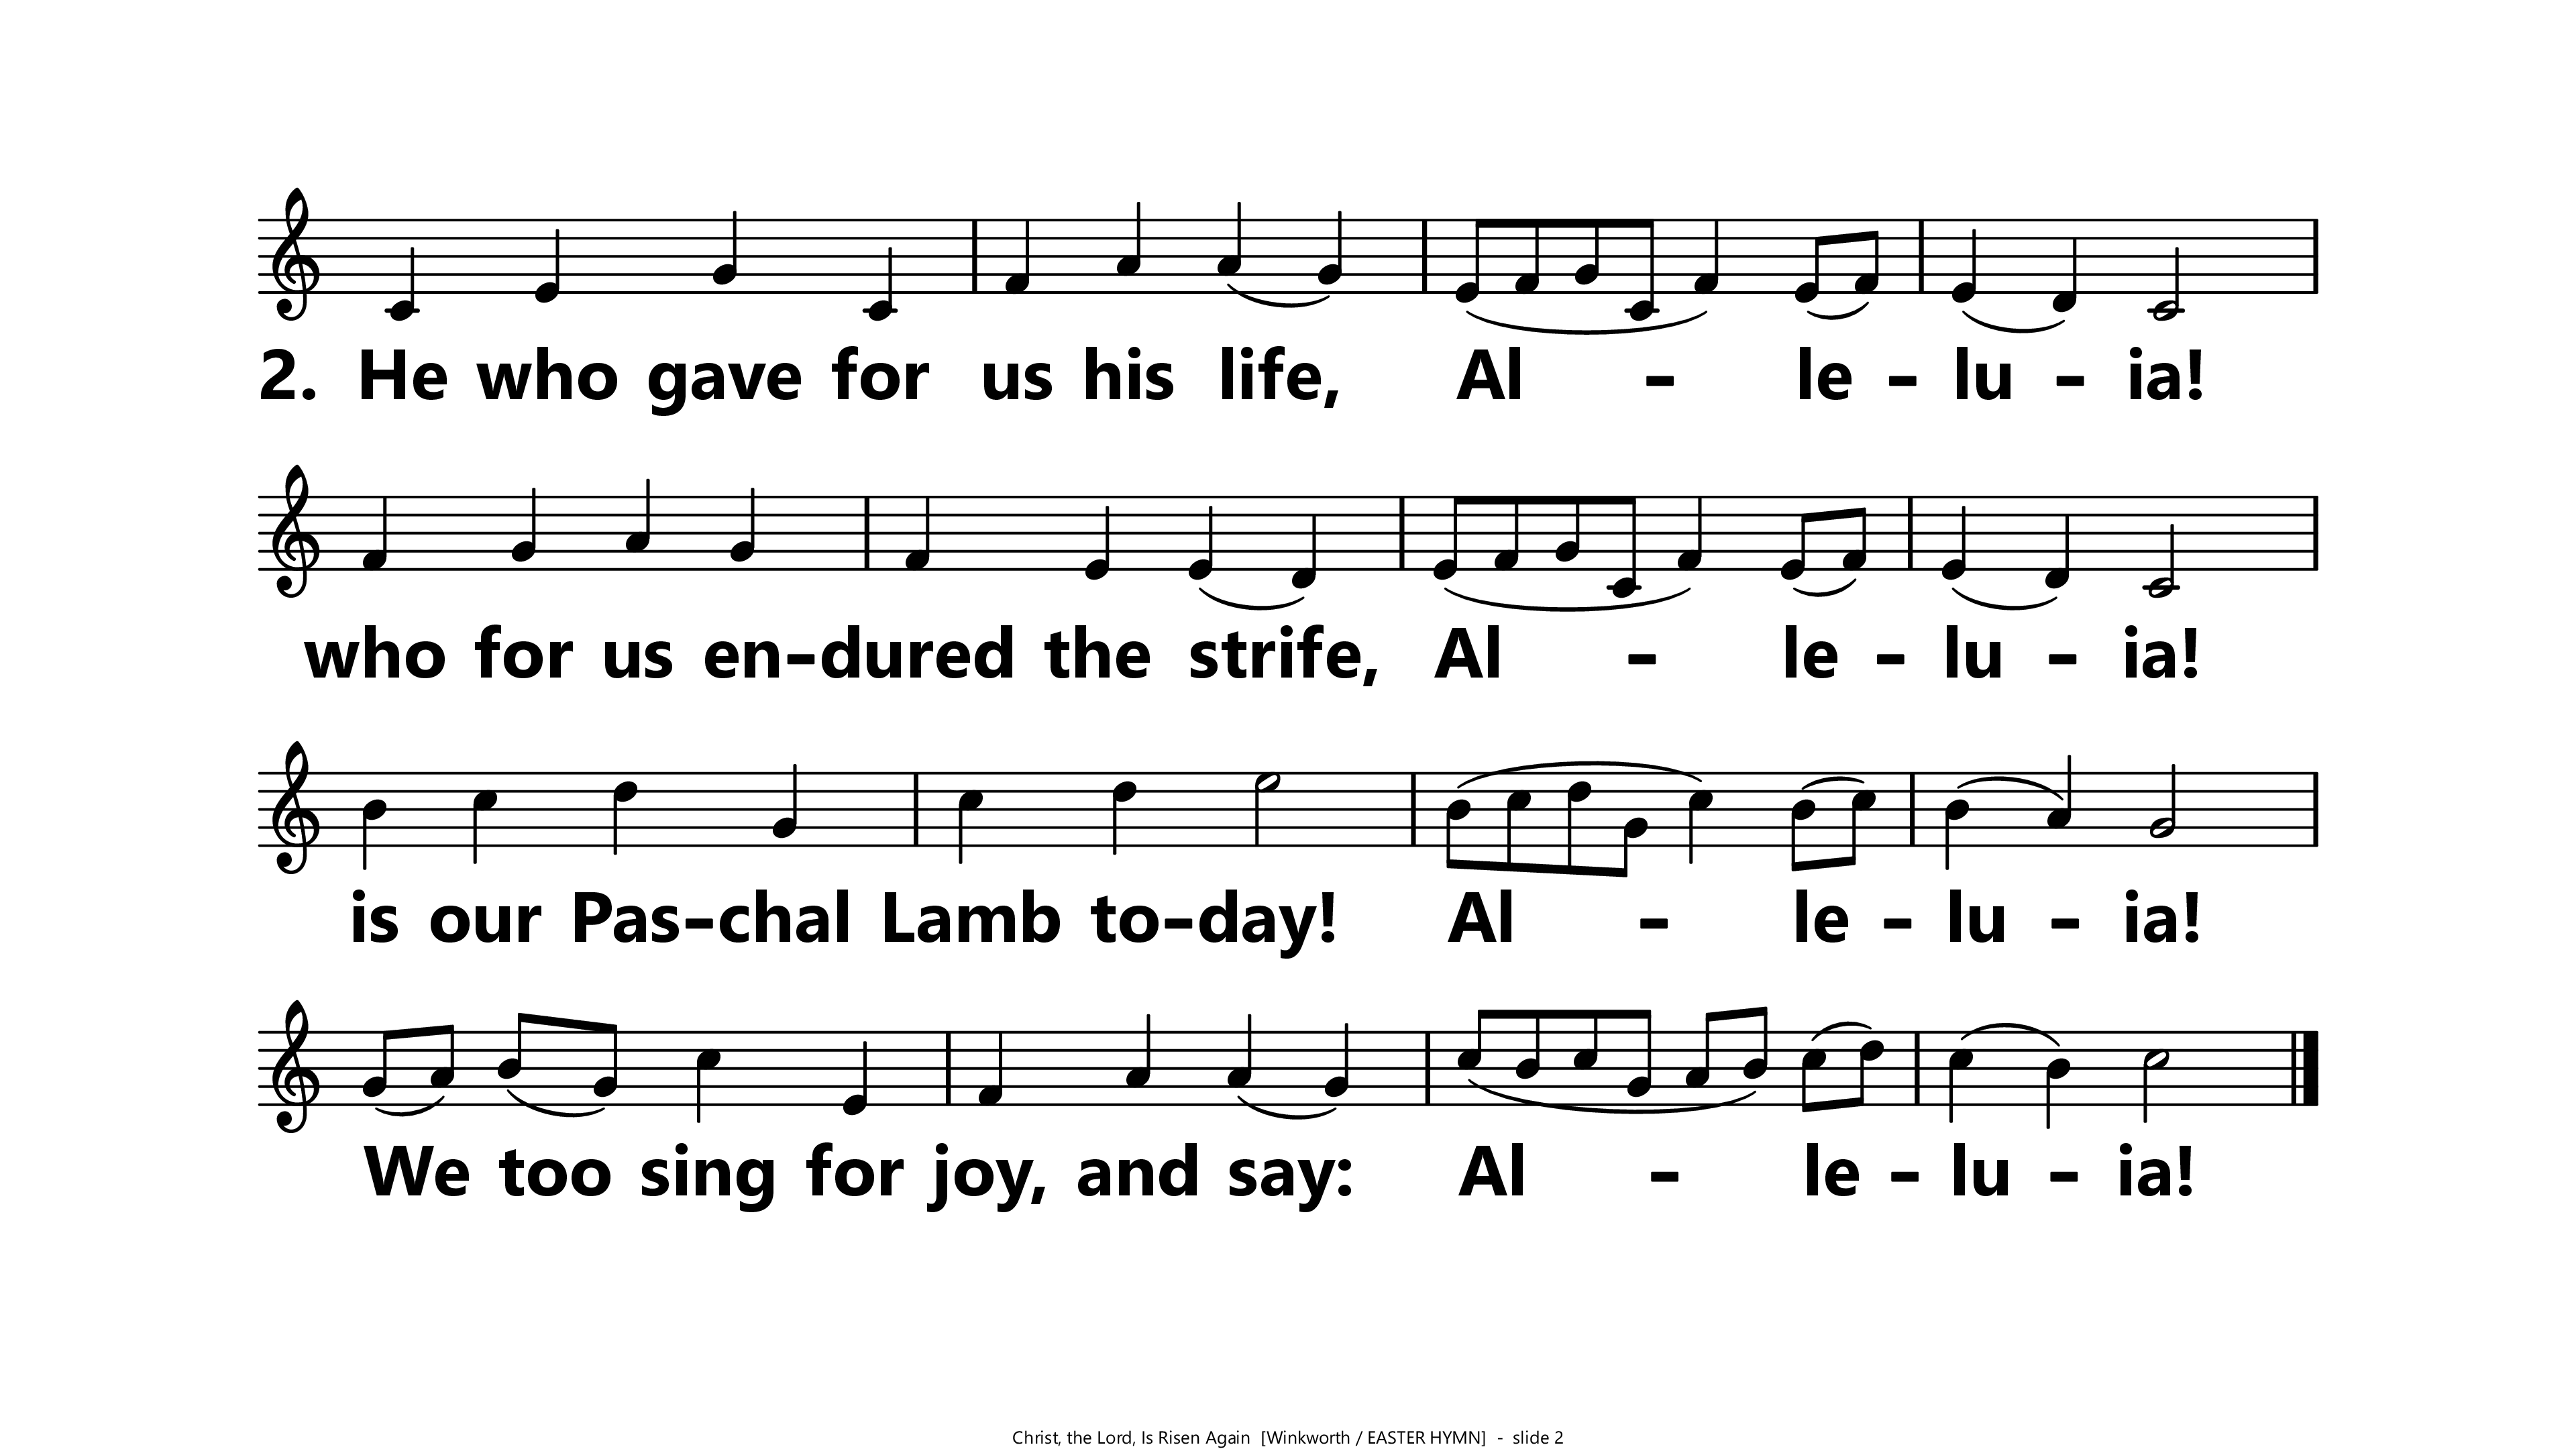 2. He who gave for us his life, Al - le - lu - ia!
who for us en-dured the strife, Al - le - lu - ia!
is our Pas-chal Lamb to-day! Al - le - lu - ia!
We too sing for joy, and say: Al - le - lu - ia!
Christ, the Lord, Is Risen Again [Winkworth / EASTER HYMN] - slide 2